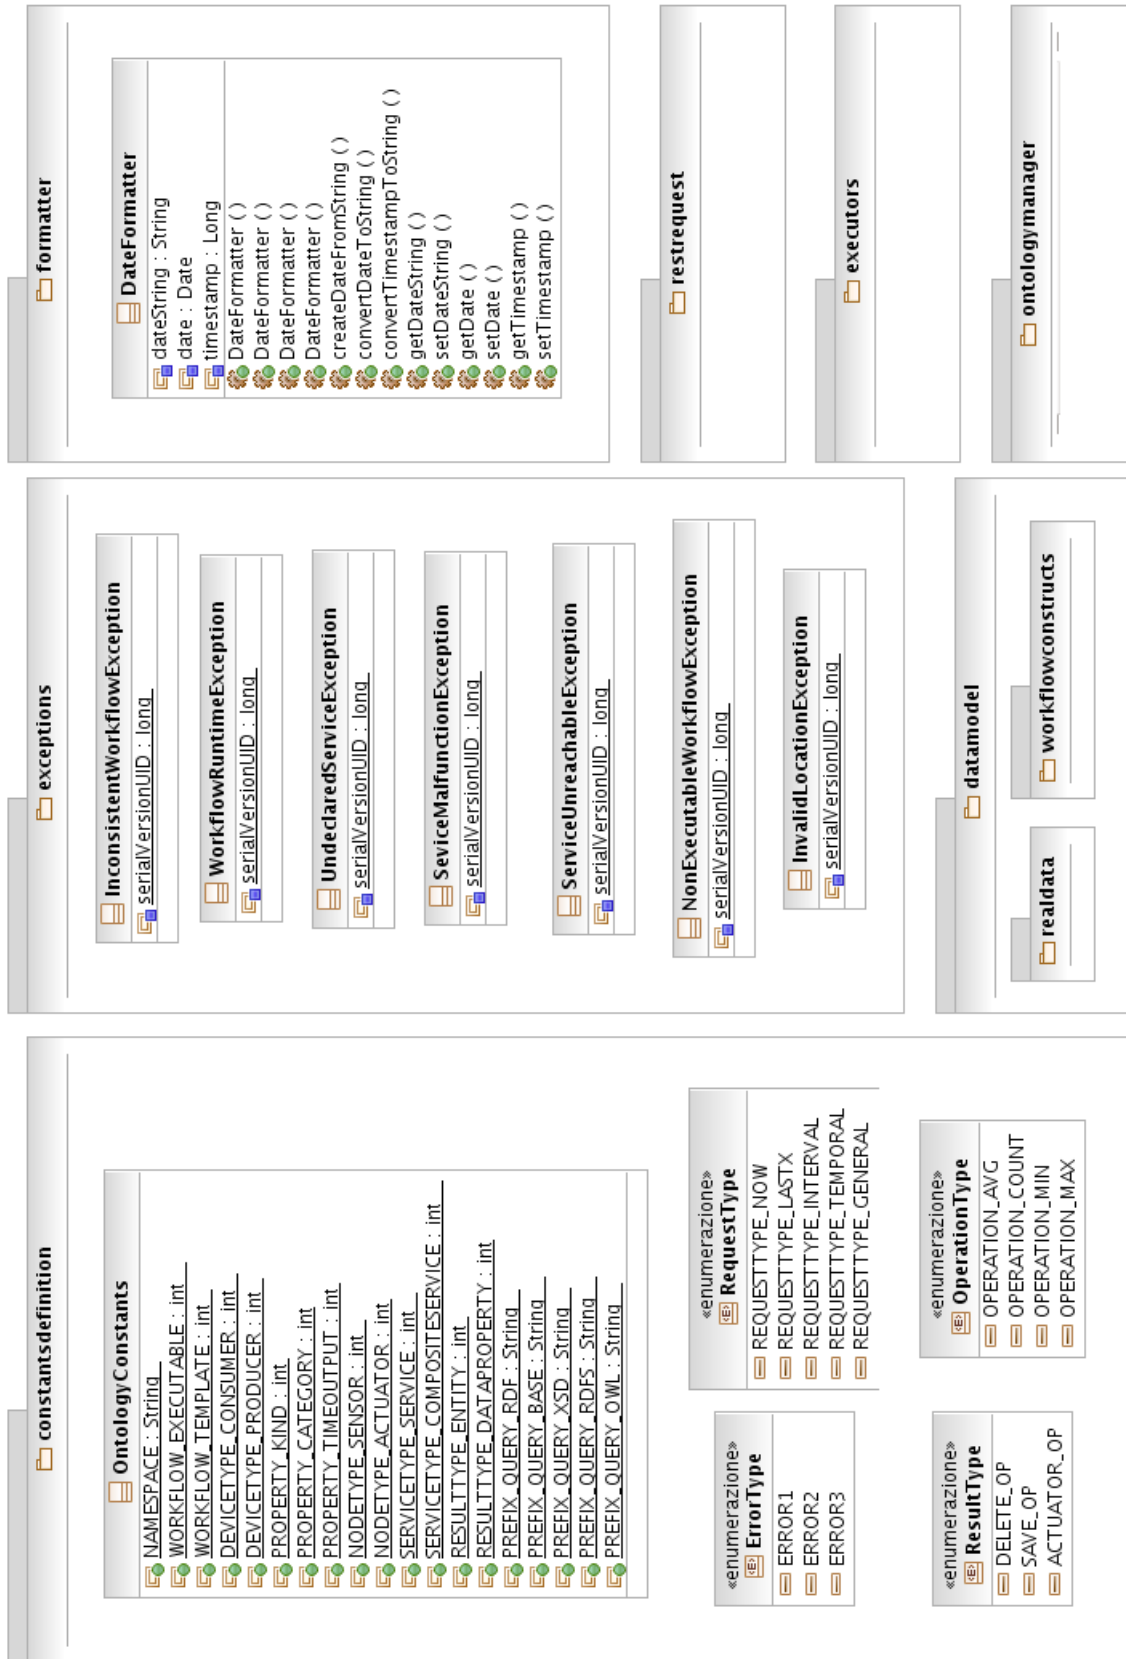 constantsdefinition
OntologyConstants
NAMESPACE : String
WORKFLOW_EXECUTABLE : int
WORKFLOW_TEMPLATE : int
DEVICETYPE_CONSUMER : int
DEVICETYPE_PRODUCER : int
PROPERTY_KIND : int
PROPERTY_CATEGORY : int
PROPERTY_TIMEOUTPUT : int
NODETYPE_SENSOR : int
NODETYPE_ACTUATOR : int
SERVICETYPE_SERVICE : int
SERVICETYPE_COMPOSITESERVICE : int
RESULTTYPE_ENTITY : int
RESULTTYPE_DATAPROPERTY : int
PREFIX_QUERY_RDF : String
PREFIX_QUERY_BASE : String
PREFIX_QUERY_XSD : String
PREFIX_QUERY_RDFS : String
PREFIX_QUERY_OWL : String
«enumerazione»
ErrorType
ERROR1
ERROR2
ERROR3
«enumerazione»
RequestType
REQUESTTYPE_NOW
REQUESTTYPE_LASTX
REQUESTTYPE_INTERVAL
REQUESTTYPE_TEMPORAL
REQUESTTYPE_GENERAL
«enumerazione»
ResultType
DELETE_OP
SAVE_OP
ACTUATOR_OP
«enumerazione»
OperationType
OPERATION_AVG
OPERATION_COUNT
OPERATION_MIN
OPERATION_MAX
exceptions
InconsistentWorkflowException
serialVersionUID : long
WorkflowRuntimeException
serialVersionUID : long
UndeclaredServiceException
serialVersionUID : long
SeviceMalfunctionException
serialVersionUID : long
ServiceUnreachableException
serialVersionUID : long
NonExecutableWorkflowException
serialVersionUID : long
InvalidLocationException
serialVersionUID : long
datamodel
realdata
workflowconstructs
formatter
DateFormatter
dateString : String
date : Date
timestamp : Long
DateFormatter ( )
DateFormatter ( )
DateFormatter ( )
DateFormatter ( )
createDateFromString ( )
convertDateToString ( )
convertTimestampToString ( )
getDateString ( )
setDateString ( )
getDate ( )
setDate ( )
getTimestamp ( )
setTimestamp ( )
restrequest
executors
ontologymanager